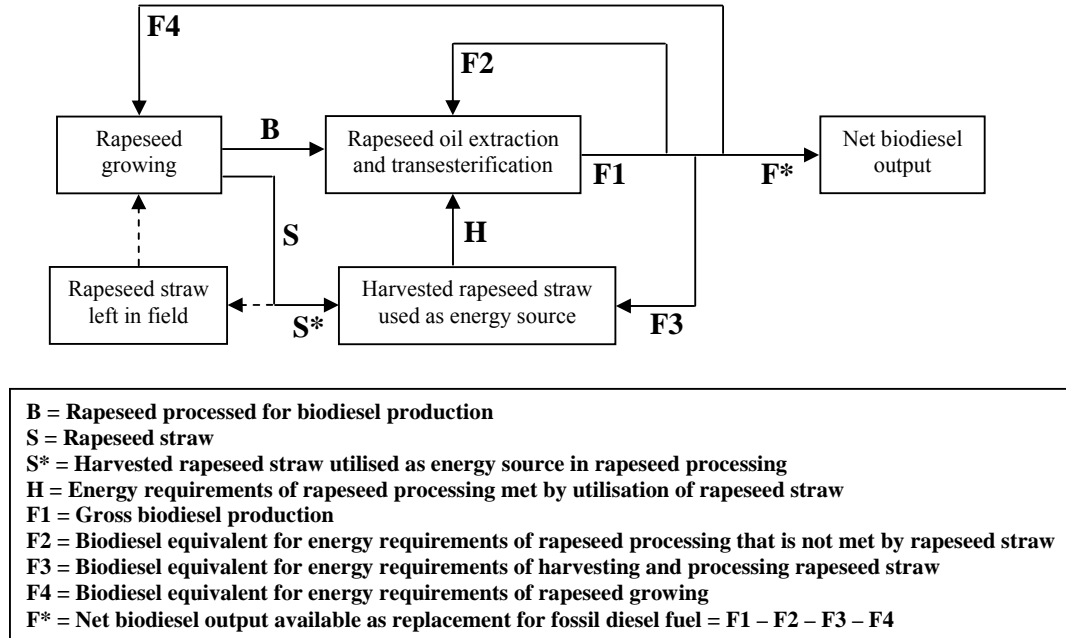 F4
F2
Rapeseed
growing
B
Rapeseed oil extraction
and transesterification
F1
F*
Net biodiesel
output
S
H
Rapeseed straw
left in field
S*
Harvested rapeseed straw
used as energy source
F3
B = Rapeseed processed for biodiesel production
S = Rapeseed straw
S* = Harvested rapeseed straw utilised as energy source in rapeseed processing
H = Energy requirements of rapeseed processing met by utilisation of rapeseed straw
F1 = Gross biodiesel production
F2 = Biodiesel equivalent for energy requirements of rapeseed processing that is not met by rapeseed straw
F3 = Biodiesel equivalent for energy requirements of harvesting and processing rapeseed straw
F4 = Biodiesel equivalent for energy requirements of rapeseed growing
F* = Net biodiesel output available as replacement for fossil diesel fuel = F1 – F2 – F3 – F4